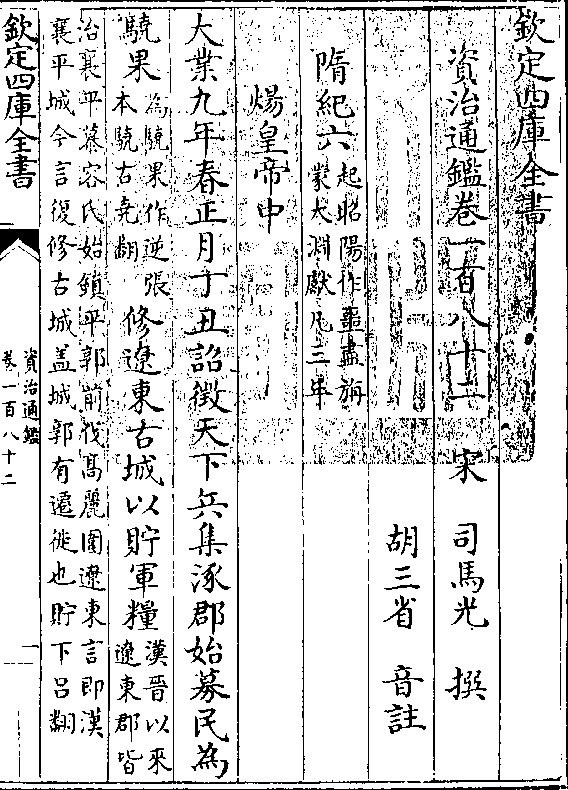 欽定四庫全書
資治通鑑卷一百八十二
宋 司馬光 撰
胡三省 音註
隋紀六起昭陽作噩盡旃
蒙大淵獻凡三年
煬皇帝中
大業九年春正月丁丑詔徵天下兵集涿郡始募民為
驍果為驍果作逆張
本驍古堯翻修遼東古城以貯軍糧漢晉以來
遼東郡皆
治襄平慕容氏始鎮平郭前伐髙麗圍遼東言即漢
襄平城今言復修古城盖城郭有遷徙也貯丁吕翻
欽定四庫全書
資治通鑑
卷一百八十二
一